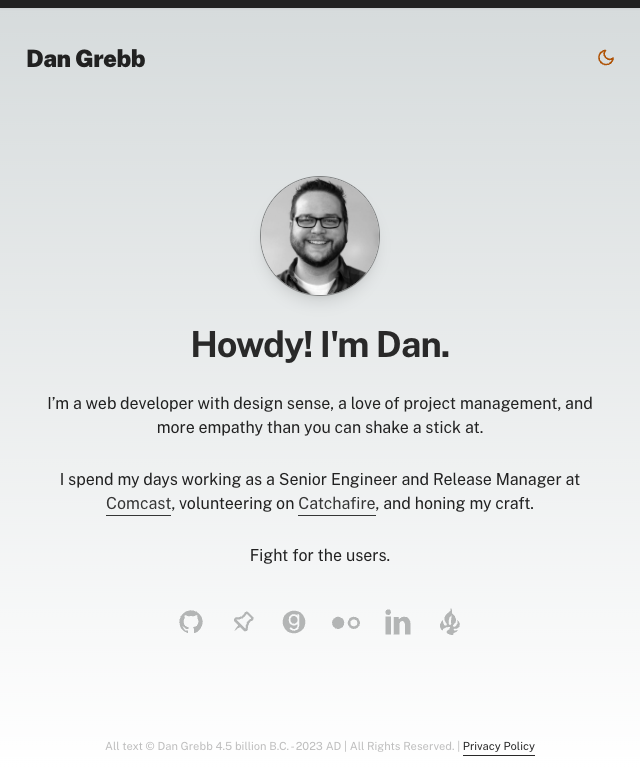 Dan Grebb
Howdy! I'm Dan.
I’m a web developer with design sense, a love of project management, and
more empathy than you can shake a stick at.
I spend my days working as a Senior Engineer and Release Manager at
Comcast, volunteering on Catchafire, and honing my craft.
Fight for the users.
All text © Dan Grebb 4.5 billion B.C. - 2023 AD | All Rights Reserved. | Privacy Policy